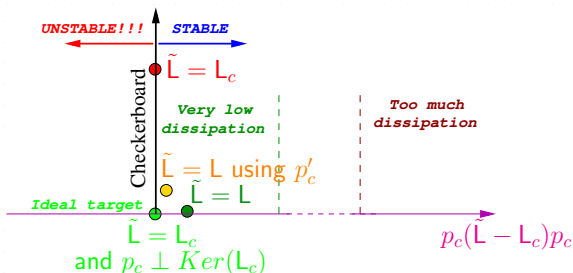 UNSTABLE!!! STABLE
L̃ = L_c
Checkerboard
Very low
dissipation
Too much
dissipation
L̃ = L using p'_c
L̃ = L
Ideal target
L̃ = L_c
and p_c ⊥ Ker(L_c)
p_c(L̃ − L_c)p_c